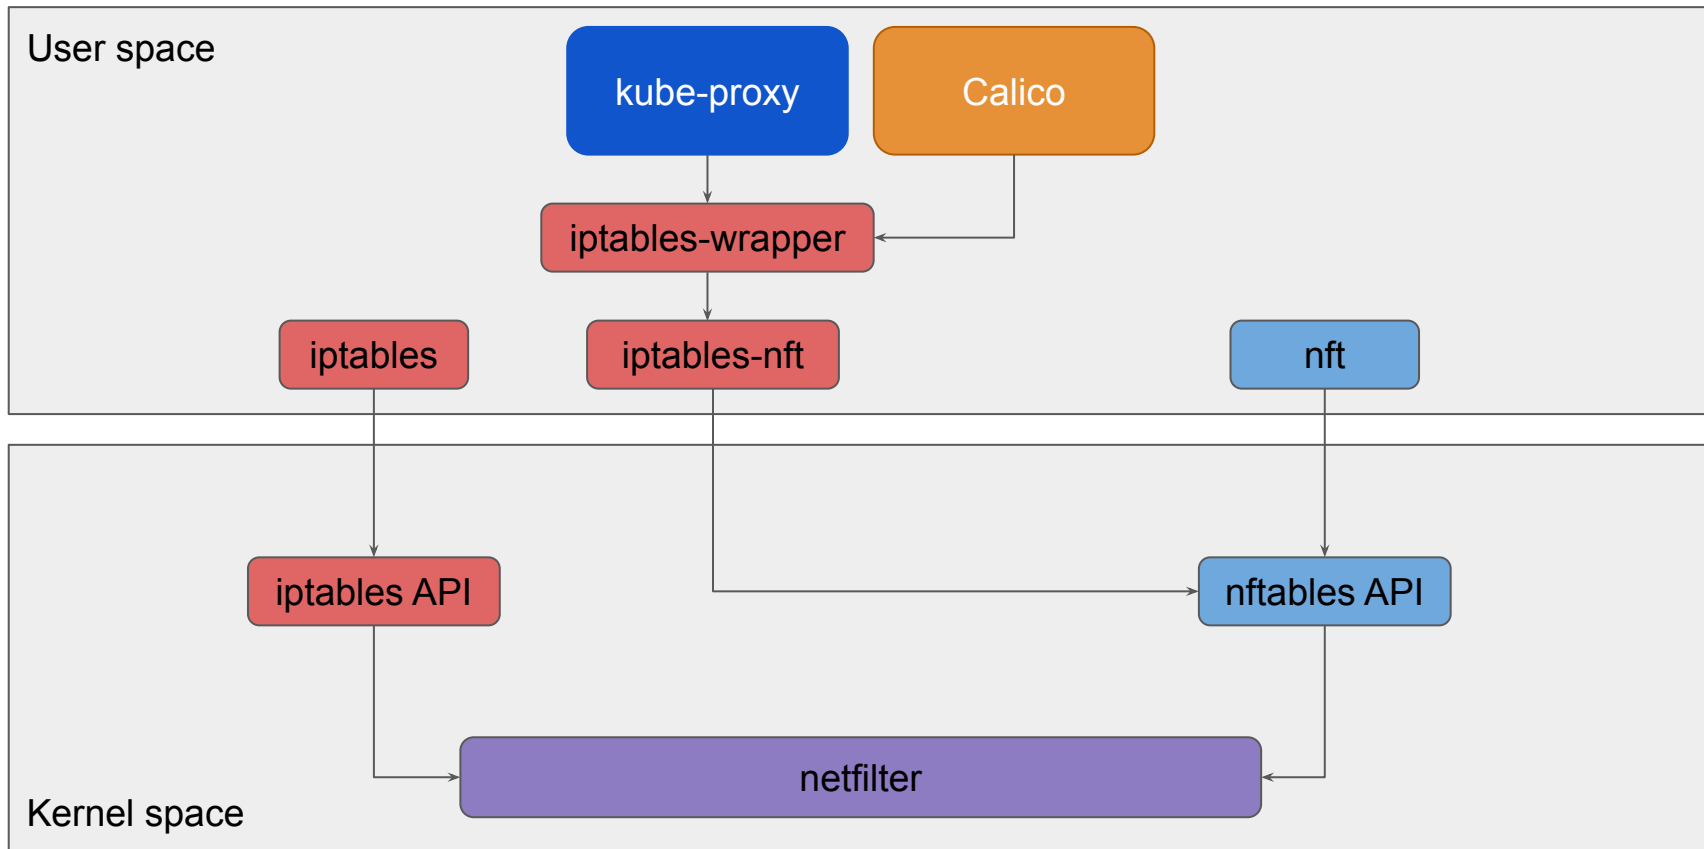 User space
kube-proxy
Calico
iptables-wrapper
iptables
iptables-nft
nft
iptables API
nftables API
netfilter
Kernel space